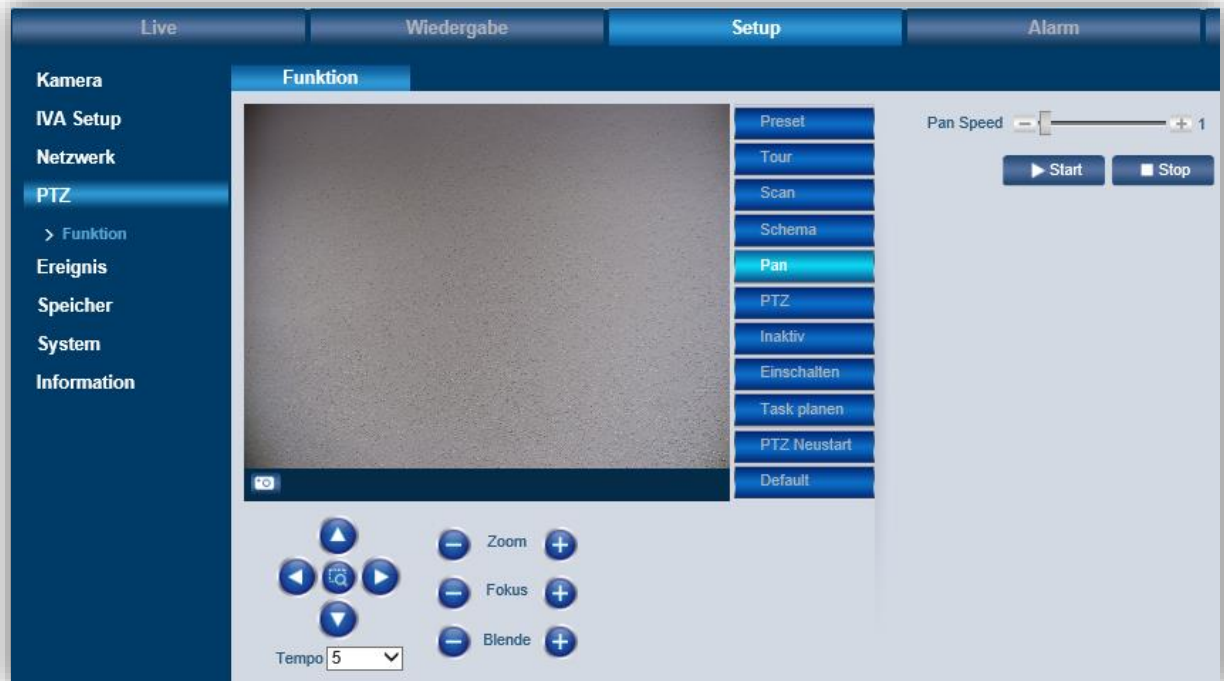 Live Wiedergabe Setup Alarm
Kamera
IVA Setup
Netzwerk
PTZ
Funktion
Ereignis
Speicher
System
Information
Funktion
Preset
Tour
Scan
Schema
Pan
PTZ
Inaktiv
Einschalten
Task planen
PTZ Neustart
Default
Pan Speed 1
Start Stop
Zoom
Fokus
Blende
Tempo 5